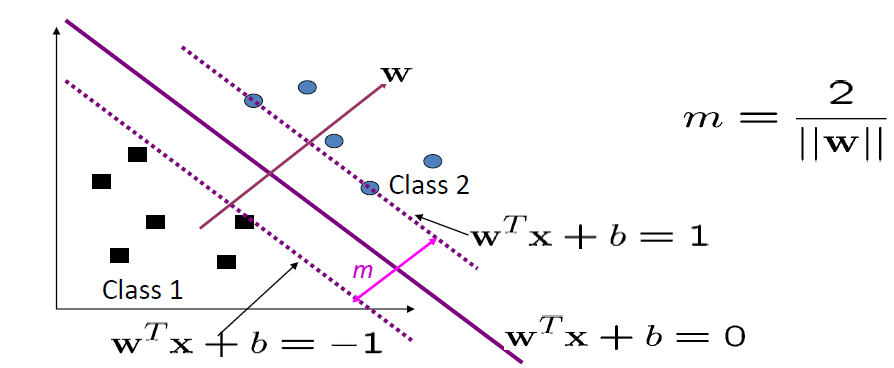 w
m = 2 / ||w||
Class 2
w^T x + b = 1
m
Class 1
w^T x + b = −1
w^T x + b = 0